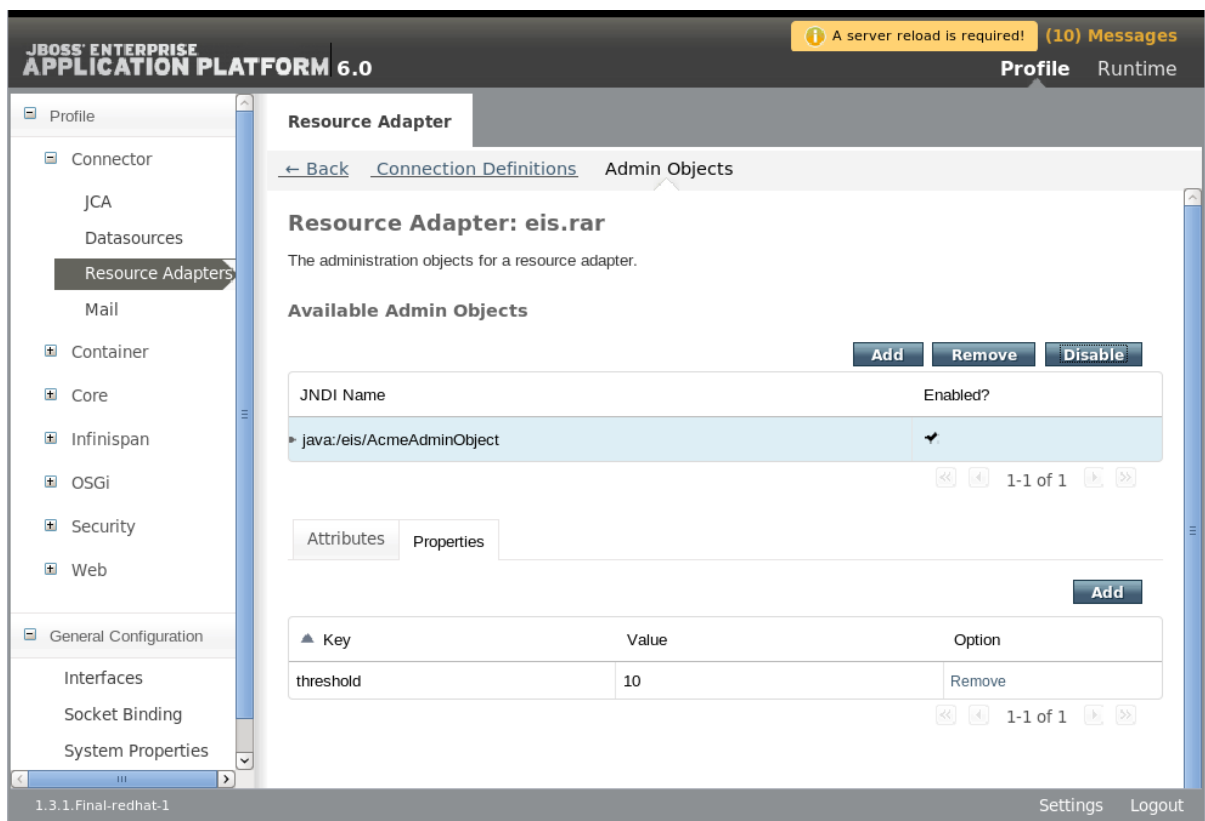 A server reload is required! (10) Messages
JBOSS' ENTERPRISE
APPLICATION PLATFORM 6.0
Profile Runtime
Profile
Connector
JCA
Datasources
Resource Adapters
Mail
Container
Core
Infinispan
OSGi
Security
Web
General Configuration
Interfaces
Socket Binding
System Properties
Resource Adapter
← Back Connection Definitions Admin Objects
Resource Adapter: eis.rar
The administration objects for a resource adapter.
Available Admin Objects
Add Remove Disable
JNDI Name Enabled?
java:/eis/AcmeAdminObject
1-1 of 1
Attributes Properties
Add
Key Value Option
threshold 10 Remove
1-1 of 1
1.3.1.Final-redhat-1 Settings Logout